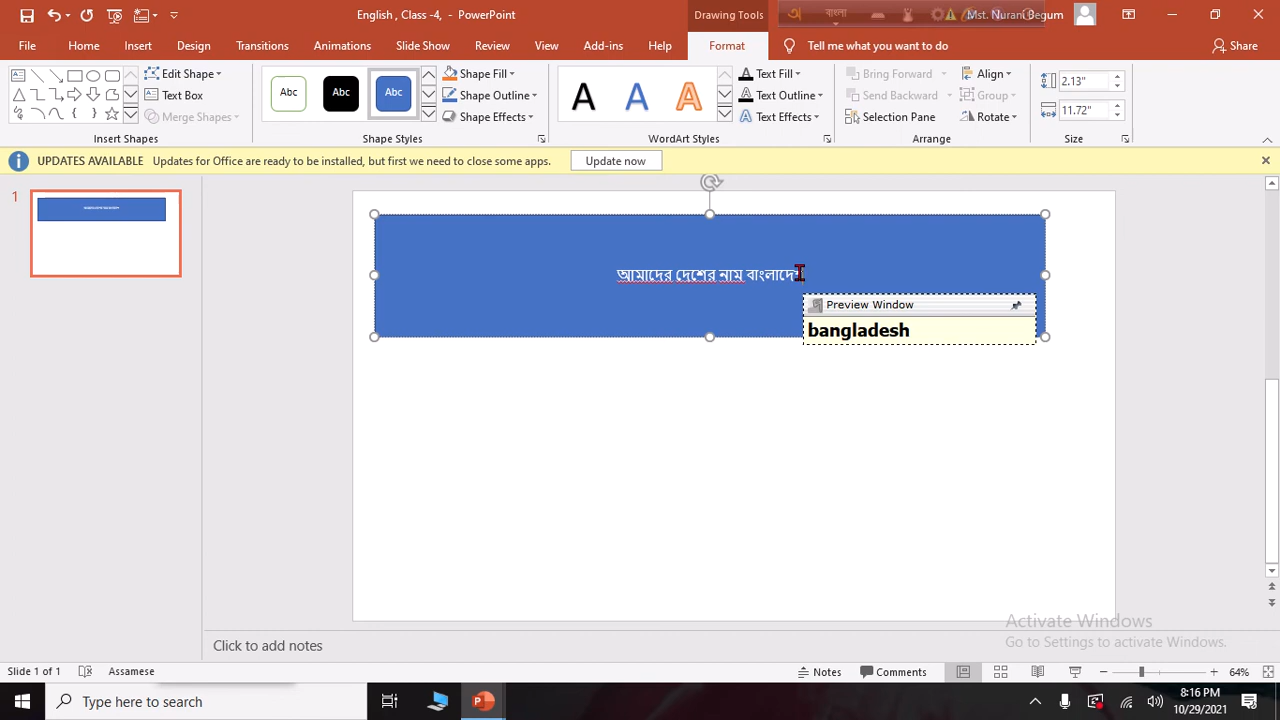 English , Class -4, - PowerPoint
Drawing Tools
বাংলা
Mst. Nurani Begum
File Home Insert Design Transitions Animations Slide Show Review View Add-ins Help Format Tell me what you want to do Share
Abc Abc Abc
Edit Shape
Text Box
Merge Shapes
Shape Fill
Shape Outline
Shape Effects
A A A
Text Fill
Text Outline
Text Effects
Bring Forward
Send Backward
Selection Pane
Align
Group
Rotate
2.13"
11.72"
Insert Shapes Shape Styles WordArt Styles Arrange Size
UPDATES AVAILABLE Updates for Office are ready to be installed, but first we need to close some apps. Update now
1
আমাদের দেশের নাম বাংলাদেশ
Preview Window
bangladesh
Activate Windows
Go to Settings to activate Windows.
Click to add notes
Slide 1 of 1 Assamese Notes Comments 64%
Type here to search
8:16 PM
10/29/2021